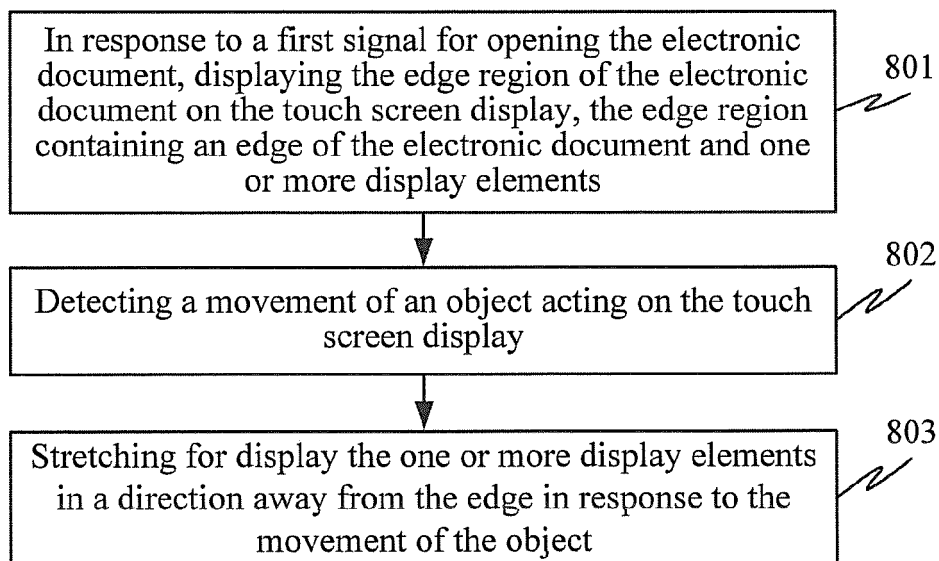 In response to a first signal for opening the electronic
document, displaying the edge region of the electronic
document on the touch screen display, the edge region
containing an edge of the electronic document and one
or more display elements
801
Detecting a movement of an object acting on the touch
screen display
802
Stretching for display the one or more display elements
in a direction away from the edge in response to the
movement of the object
803